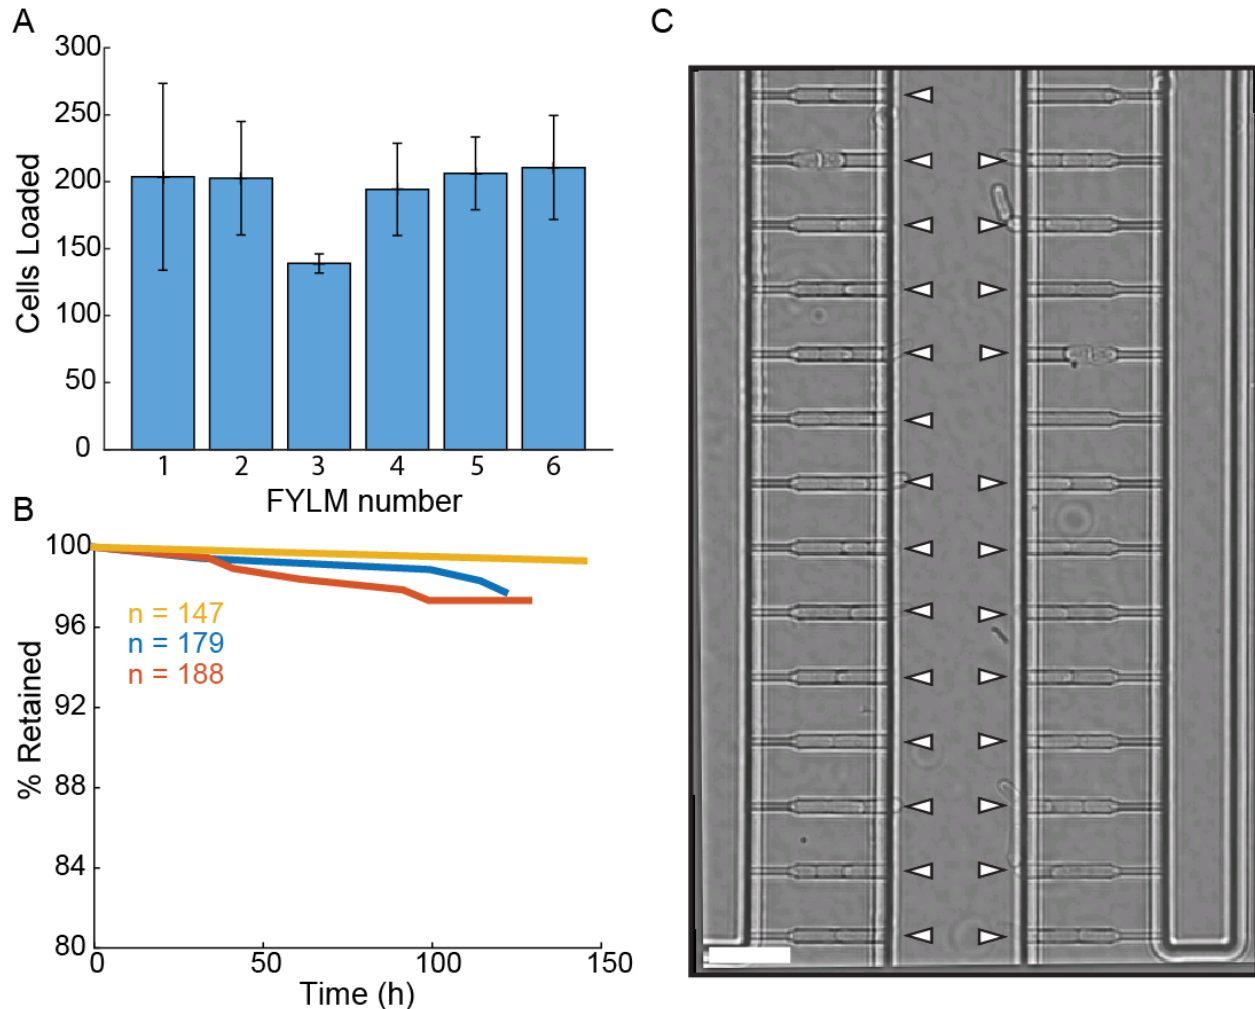 A
300
250
200
150
100
50
0
Cells Loaded
1 2 3 4 5 6
FYLM number
B
100
96
92
88
84
80
% Retained
n = 147
n = 179
n = 188
0 50 100 150
Time (h)
C